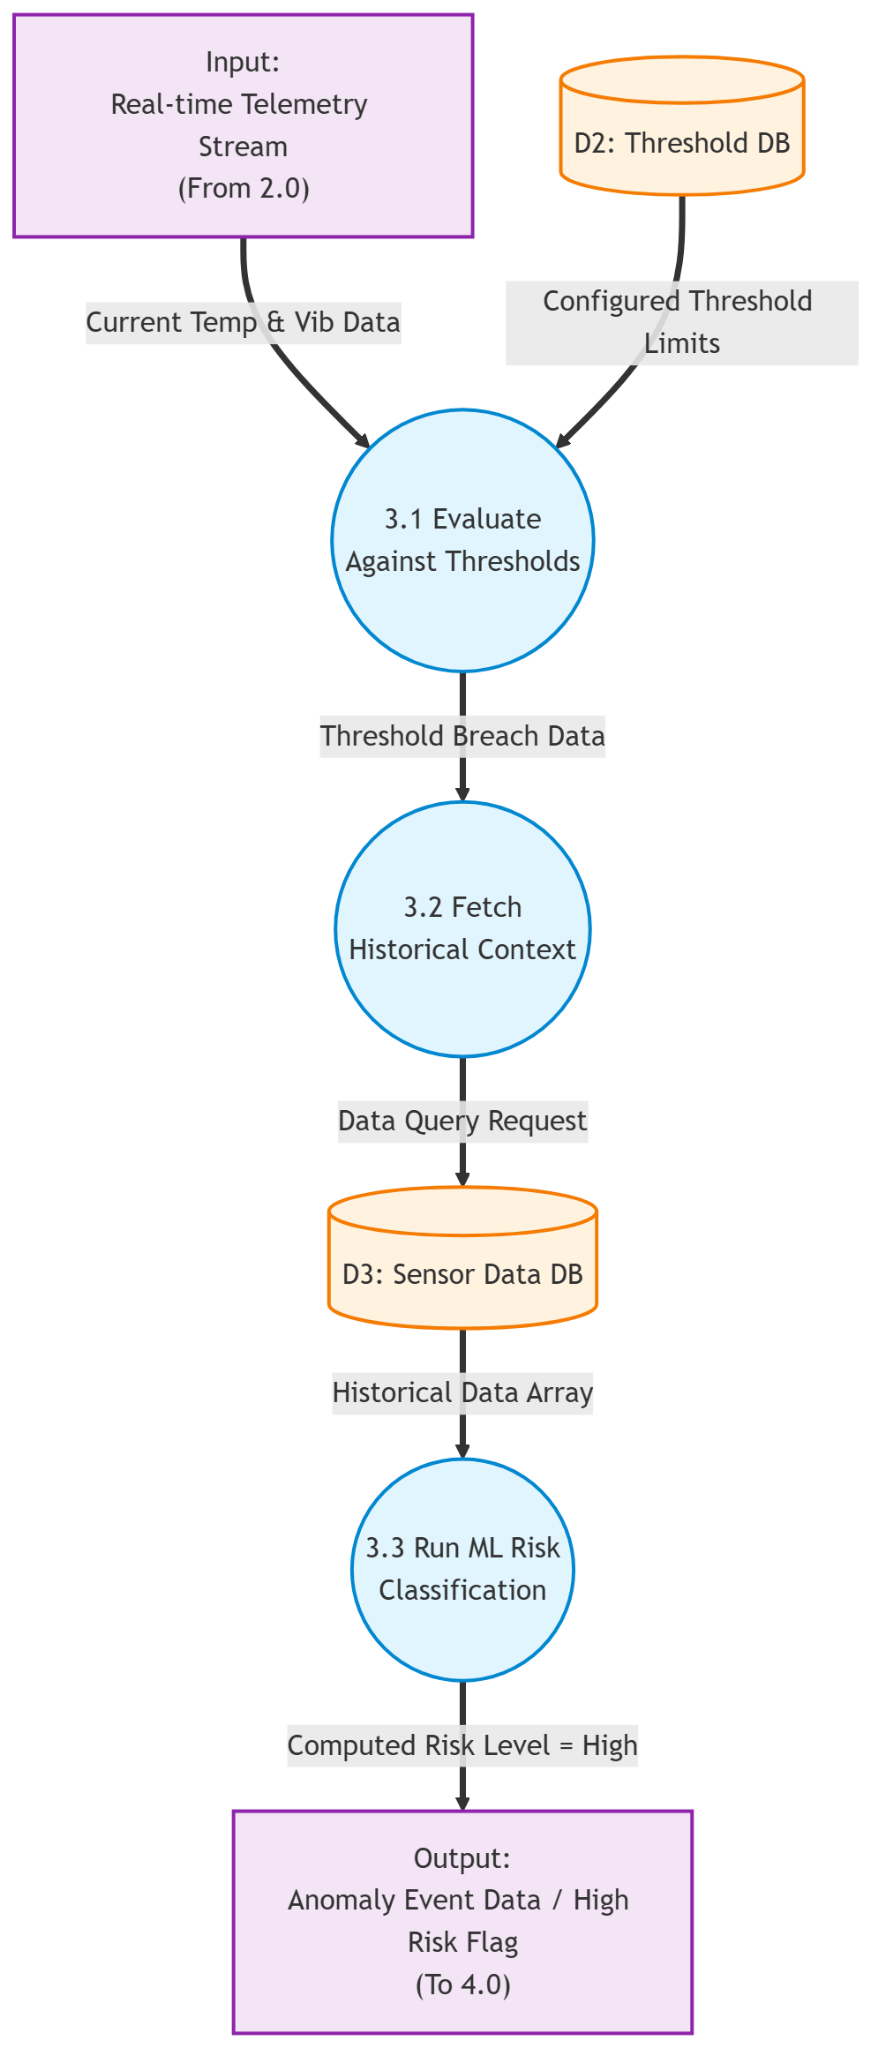 Input:
Real-time Telemetry
Stream
(From 2.0)
D2: Threshold DB
Current Temp & Vib Data
Configured Threshold
Limits
3.1 Evaluate
Against Thresholds
Threshold Breach Data
3.2 Fetch
Historical Context
Data Query Request
D3: Sensor Data DB
Historical Data Array
3.3 Run ML Risk
Classification
Computed Risk Level = High
Output:
Anomaly Event Data / High
Risk Flag
(To 4.0)